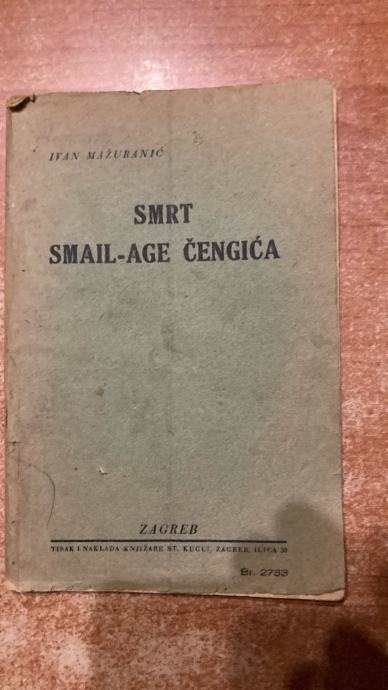 IVAN MAŽURANIĆ
SMRT
SMAIL-AGE ČENGIĆA
ZAGREB
TISAK I NAKLADA KNJIŽARE ST. KUGLI, ZAGREB, ILICA 30
Br. 2733